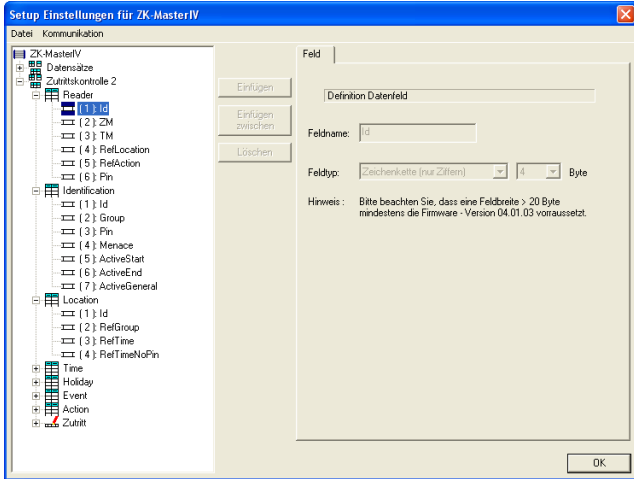 Setup Einstellungen für ZK-MasterIV
Datei Kommunikation
ZK-MasterIV
Datensätze
Zutrittskontrolle 2
Reader
( 1 ): Id
( 2 ): ZM
( 3 ): TM
( 4 ): RefLocation
( 5 ): RefAction
( 6 ): Pin
Identification
( 1 ): Id
( 2 ): Group
( 3 ): Pin
( 4 ): Menace
( 5 ): ActiveStart
( 6 ): ActiveEnd
( 7 ): ActiveGeneral
Location
( 1 ): Id
( 2 ): RefGroup
( 3 ): RefTime
( 4 ): RefTimeNoPin
Time
Holiday
Event
Action
Zutritt
Einfügen
Einfügen
zwischen
Löschen
Feld
Definition Datenfeld
Feldname: Id
Feldtyp: Zeichenkette (nur Ziffern) 4 Byte
Hinweis : Bitte beachten Sie, dass eine Feldbreite > 20 Byte
mindestens die Firmware - Version 04.01.03 vorraussetzt.
OK